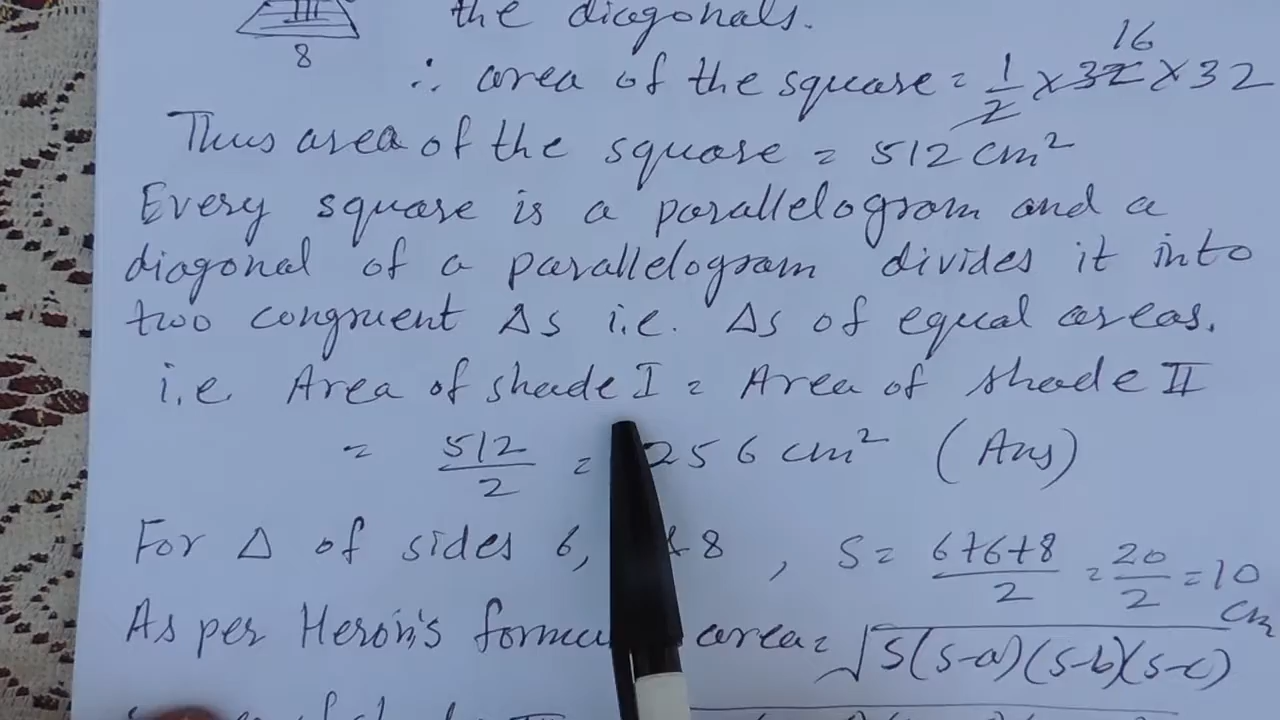 III the diagonals.
8
16
∴ area of the square = 1/2 × 32 × 32
Thus area of the square = 512 cm²
Every square is a parallelogram and a
diagonal of a parallelogram divides it into
two congruent Δs i.e. Δs of equal areas.
i.e Area of shade I = Area of shade II
= 512/2 = 256 cm² (Ans)
For Δ of sides 6, & 8 , S = 6+6+8/2 = 20/2 = 10 cm
As per Heron's formu area = √S(s-a)(s-b)(s-c)